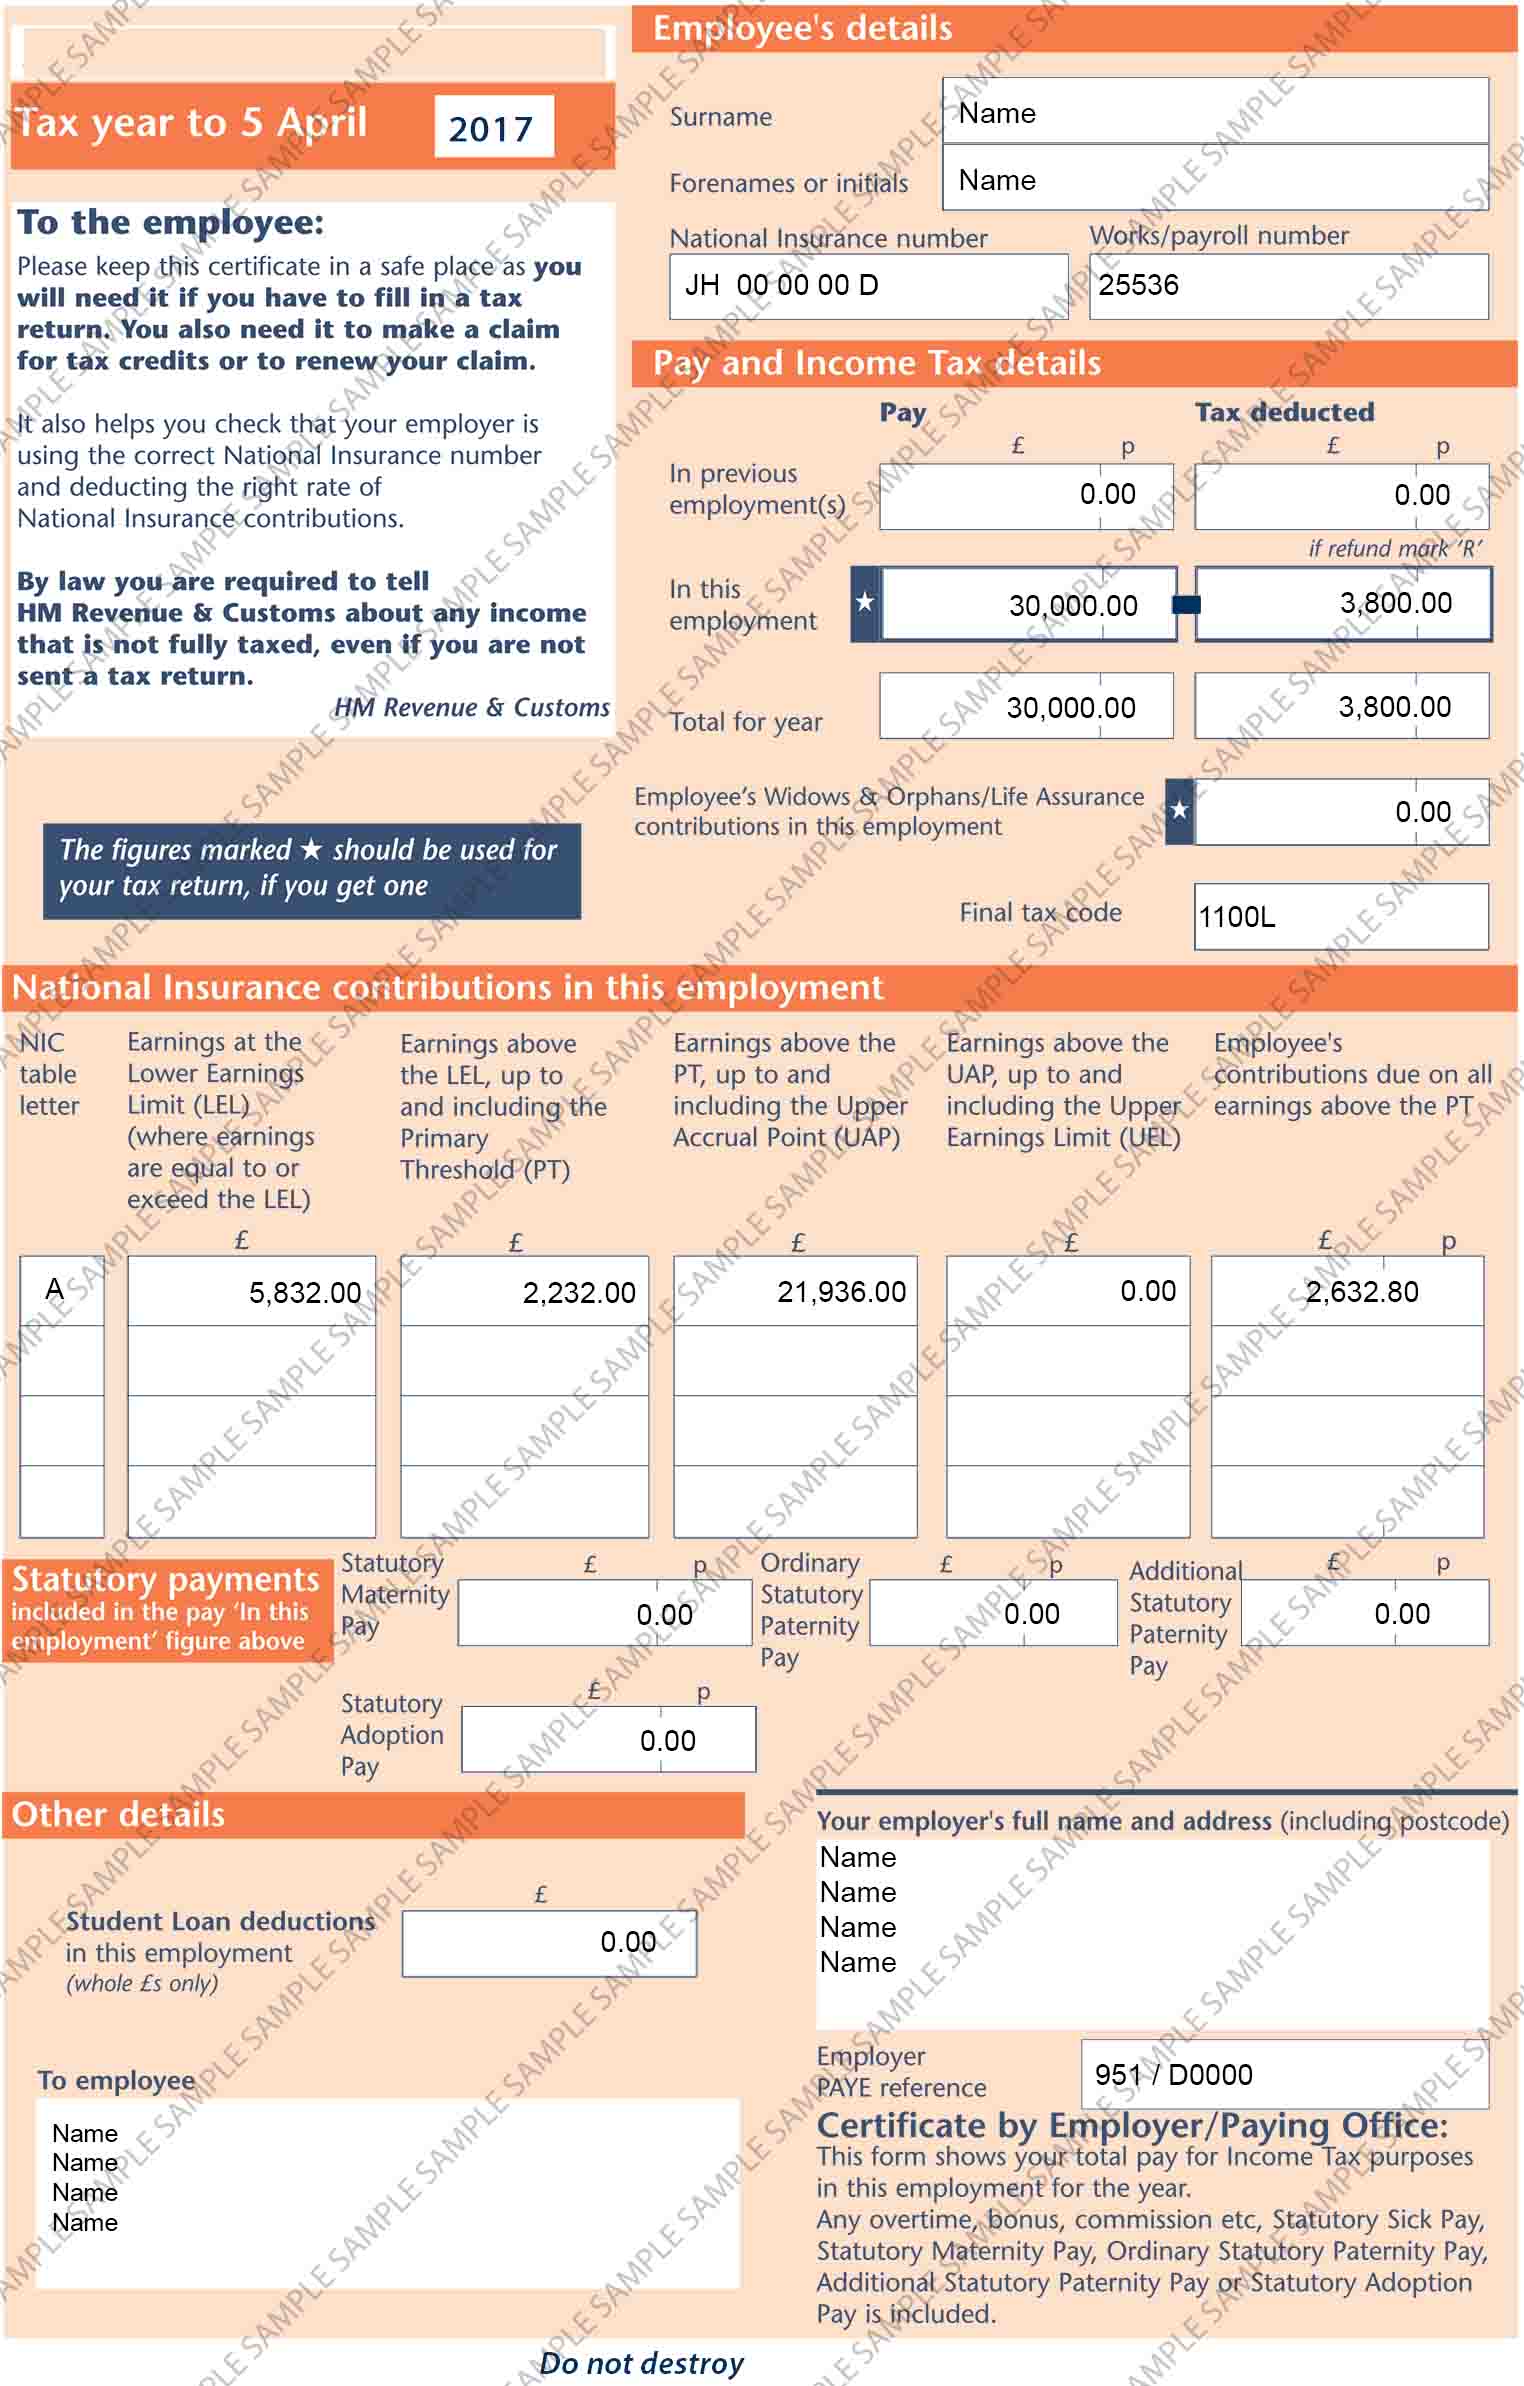 Tax year to 5 April 2017
To the employee:
Please keep this certificate in a safe place as you
will need it if you have to fill in a tax
return. You also need it to make a claim
for tax credits or to renew your claim.
It also helps you check that your employer is
using the correct National Insurance number
and deducting the right rate of
National Insurance contributions.
By law you are required to tell
HM Revenue & Customs about any income
that is not fully taxed, even if you are not
sent a tax return.
HM Revenue & Customs
The figures marked ★ should be used for
your tax return, if you get one
Employee's details
Surname Name
Forenames or initials Name
National Insurance number Works/payroll number
JH 00 00 00 D 25536
Pay and Income Tax details
Pay Tax deducted
£ p £ p
In previous
employment(s) 0.00 0.00
if refund mark 'R'
In this
employment ★ 30,000.00 3,800.00
Total for year 30,000.00 3,800.00
Employee's Widows & Orphans/Life Assurance
contributions in this employment ★ 0.00
Final tax code 1100L
National Insurance contributions in this employment
NIC
table
letter
Earnings at the
Lower Earnings
Limit (LEL)
(where earnings
are equal to or
exceed the LEL)
Earnings above
the LEL, up to
and including the
Primary
Threshold (PT)
Earnings above the
PT, up to and
including the Upper
Accrual Point (UAP)
Earnings above the
UAP, up to and
including the Upper
Earnings Limit (UEL)
Employee's
contributions due on all
earnings above the PT
£ £ £ £ £ p
A 5,832.00 2,232.00 21,936.00 0.00 2,632.80
Statutory payments
included in the pay 'In this
employment' figure above
Statutory
Maternity
Pay
£ p
0.00
Ordinary
Statutory
Paternity
Pay
£ p
0.00
Additional
Statutory
Paternity
Pay
£ p
0.00
Statutory
Adoption
Pay
£ p
0.00
Other details
£
Student Loan deductions
in this employment
(whole £s only)
0.00
To employee
Name
Name
Name
Name
Your employer's full name and address (including postcode)
Name
Name
Name
Name
Employer
PAYE reference
951 / D0000
Certificate by Employer/Paying Office:
This form shows your total pay for Income Tax purposes
in this employment for the year.
Any overtime, bonus, commission etc, Statutory Sick Pay,
Statutory Maternity Pay, Ordinary Statutory Paternity Pay,
Additional Statutory Paternity Pay or Statutory Adoption
Pay is included.
Do not destroy
SAMPLE SAMPLE SAMPLE SAMPLE SAMPLE SAMPLE